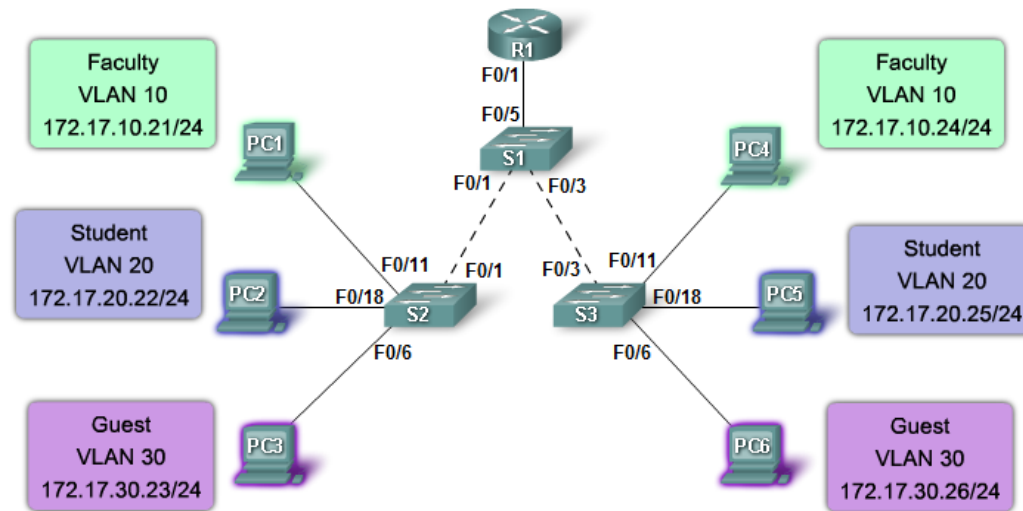 R1
F0/1
F0/5
S1
F0/1
F0/3
Faculty
VLAN 10
172.17.10.21/24
PC1
Student
VLAN 20
172.17.20.22/24
PC2
Guest
VLAN 30
172.17.30.23/24
PC3
F0/11
F0/18
F0/6
F0/1
S2
F0/3
F0/11
F0/18
F0/6
S3
PC4
Faculty
VLAN 10
172.17.10.24/24
PC5
Student
VLAN 20
172.17.20.25/24
PC6
Guest
VLAN 30
172.17.30.26/24